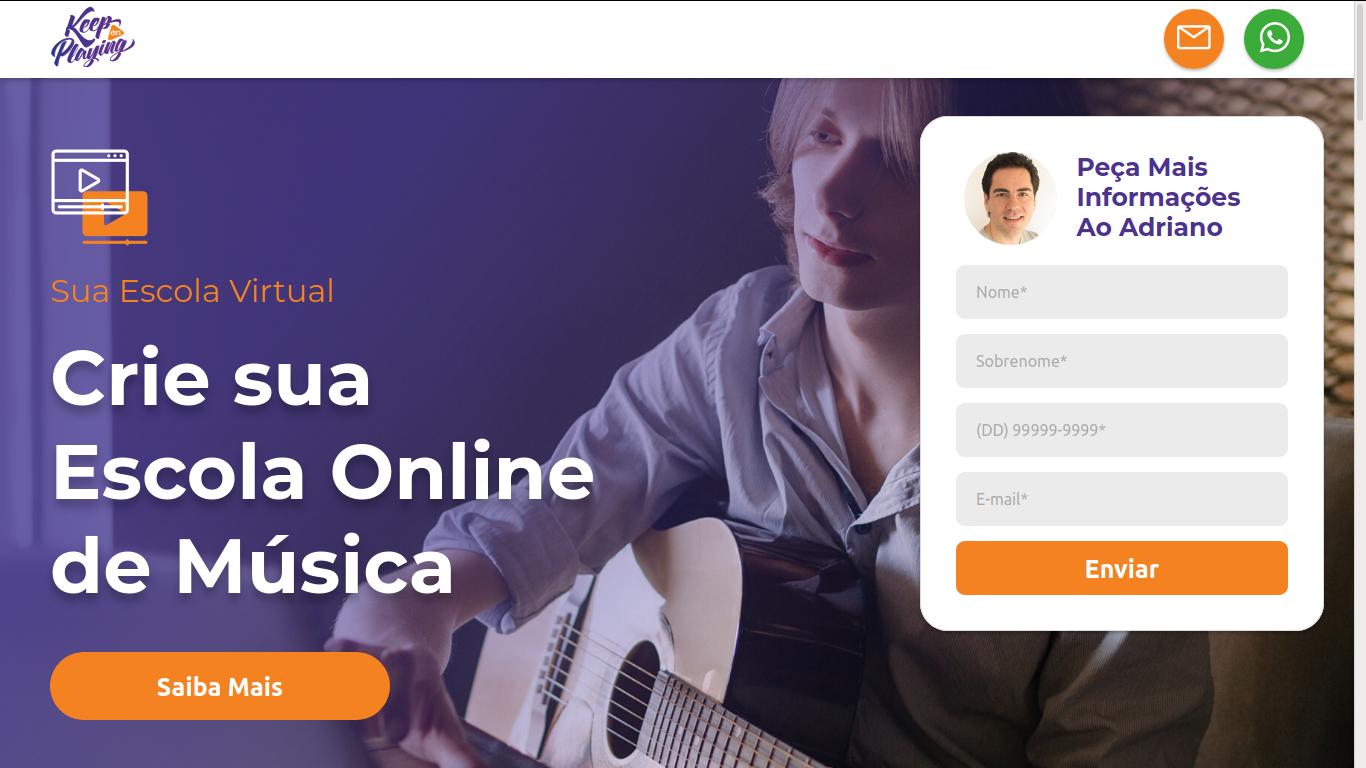 Keep
on
Playing
Sua Escola Virtual
Crie sua
Escola Online
de Música
Saiba Mais
Peça Mais
Informações
Ao Adriano
Nome*
Sobrenome*
(DD) 99999-9999*
E-mail*
Enviar